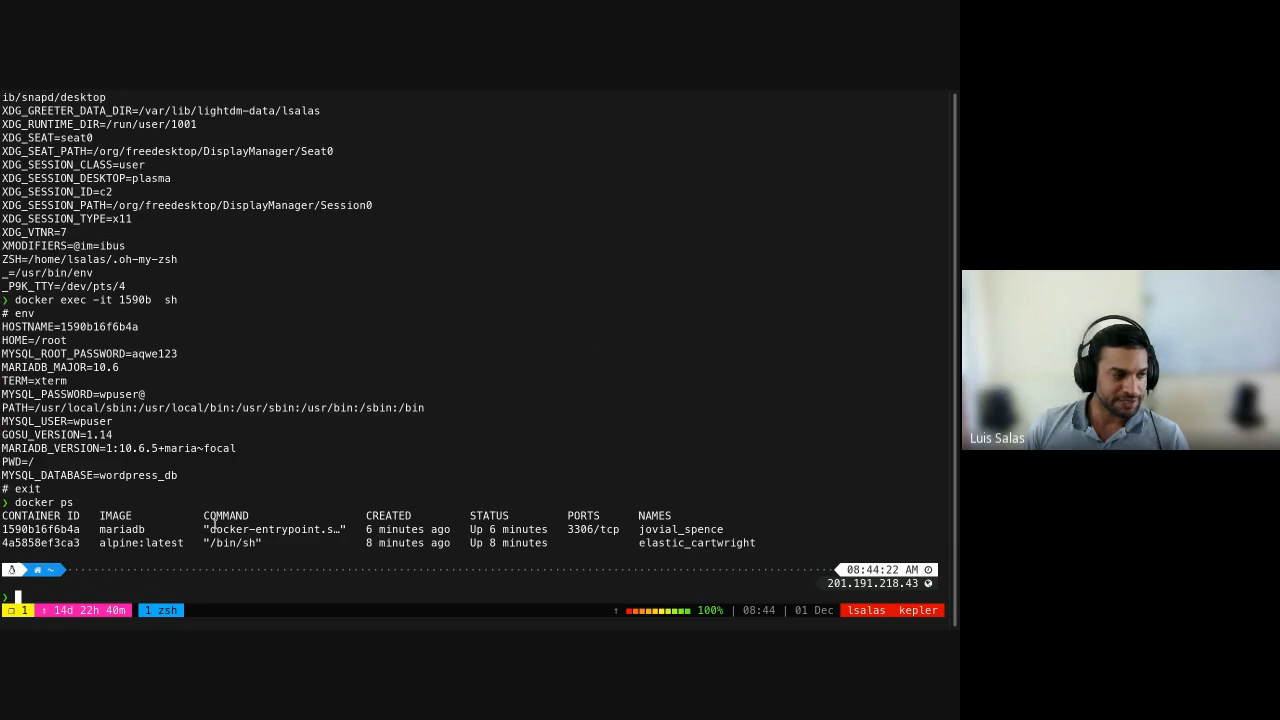 ib/snapd/desktop
XDG_GREETER_DATA_DIR=/var/lib/lightdm-data/lsalas
XDG_RUNTIME_DIR=/run/user/1001
XDG_SEAT=seat0
XDG_SEAT_PATH=/org/freedesktop/DisplayManager/Seat0
XDG_SESSION_CLASS=user
XDG_SESSION_DESKTOP=plasma
XDG_SESSION_ID=c2
XDG_SESSION_PATH=/org/freedesktop/DisplayManager/Session0
XDG_SESSION_TYPE=x11
XDG_VTNR=7
XMODIFIERS=@im=ibus
ZSH=/home/lsalas/.oh-my-zsh
_=/usr/bin/env
_P9K_TTY=/dev/pts/4
❯ docker exec -it 1590b  sh
# env
HOSTNAME=1590b16f6b4a
HOME=/root
MYSQL_ROOT_PASSWORD=aqwe123
MARIADB_MAJOR=10.6
TERM=xterm
MYSQL_PASSWORD=wpuser@
PATH=/usr/local/sbin:/usr/local/bin:/usr/sbin:/usr/bin:/sbin:/bin
MYSQL_USER=wpuser
GOSU_VERSION=1.14
MARIADB_VERSION=1:10.6.5+maria~focal
PWD=/
MYSQL_DATABASE=wordpress_db
# exit
❯ docker ps
CONTAINER ID   IMAGE           COMMAND                  CREATED         STATUS         PORTS      NAMES
1590b16f6b4a   mariadb         "docker-entrypoint.s…"   6 minutes ago   Up 6 minutes   3306/tcp   jovial_spence
4a5858ef3ca3   alpine:latest   "/bin/sh"                8 minutes ago   Up 8 minutes              elastic_cartwright
~ 08:44:22 AM
201.191.218.43
❯
1 ↑ 14d 22h 40m 1 zsh ↑ 100% | 08:44 | 01 Dec lsalas kepler
Luis Salas